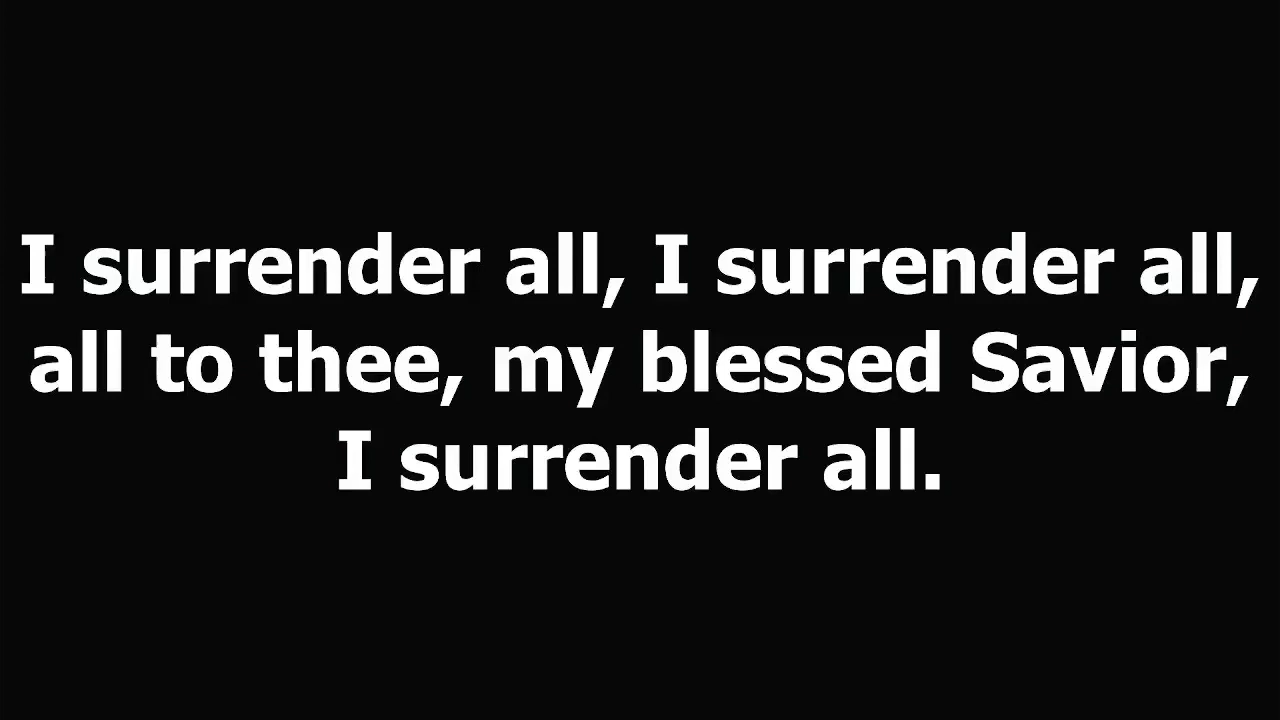 I surrender all, I surrender all,
all to thee, my blessed Savior,
I surrender all.